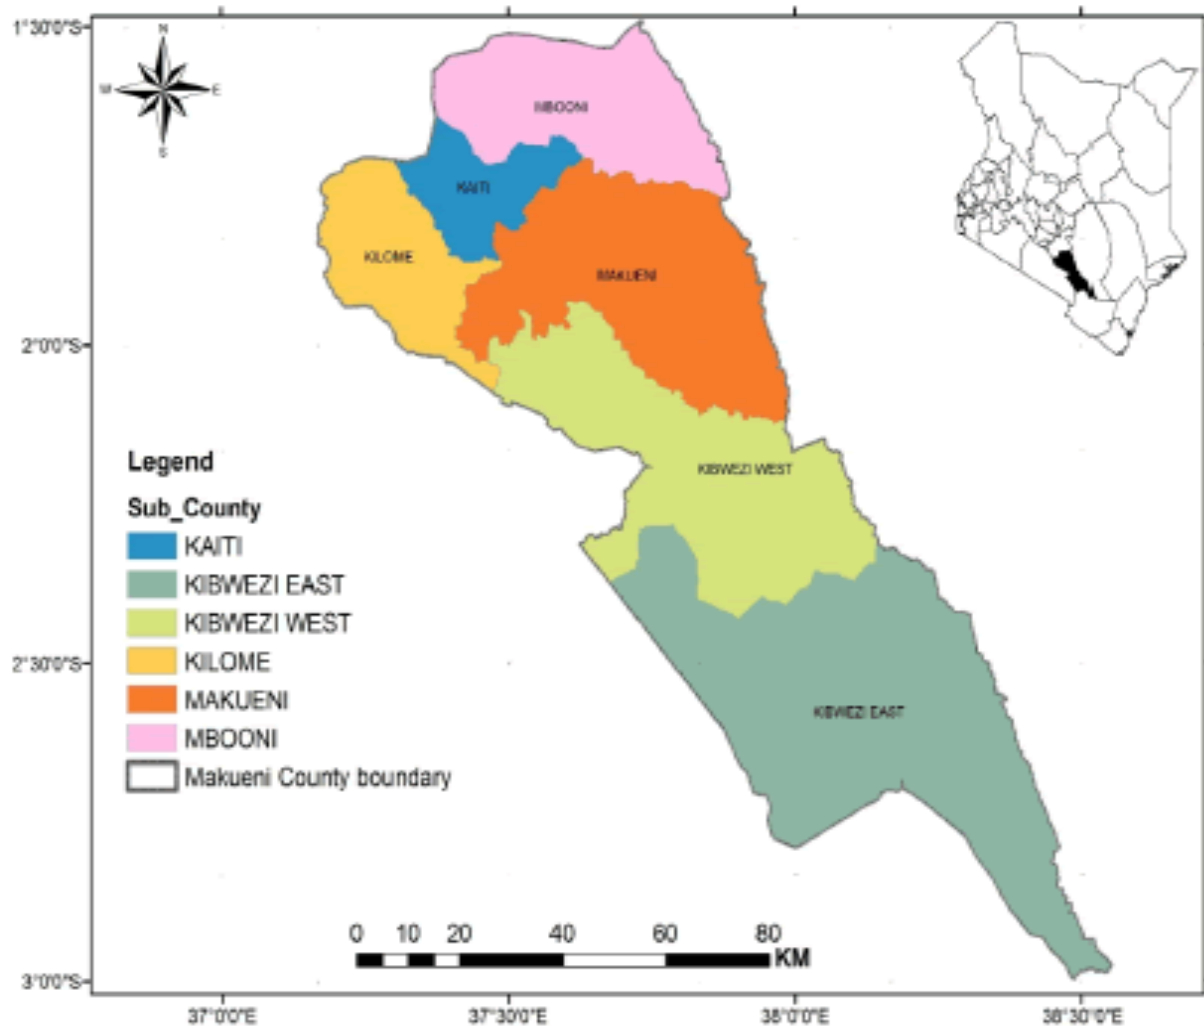 1°30'0"S
N
W
E
S
MBOONI
KAITI
KILOME
MAKUENI
2°0'0"S
KIBWEZI WEST
Legend
Sub_County
KAITI
KIBWEZI EAST
KIBWEZI WEST
KILOME
MAKUENI
MBOONI
Makueni County boundary
2°30'0"S
KIBWEZI EAST
0 10 20 40 60 80
KM
3°0'0"S
37°0'0"E 37°30'0"E 38°0'0"E 38°30'0"E